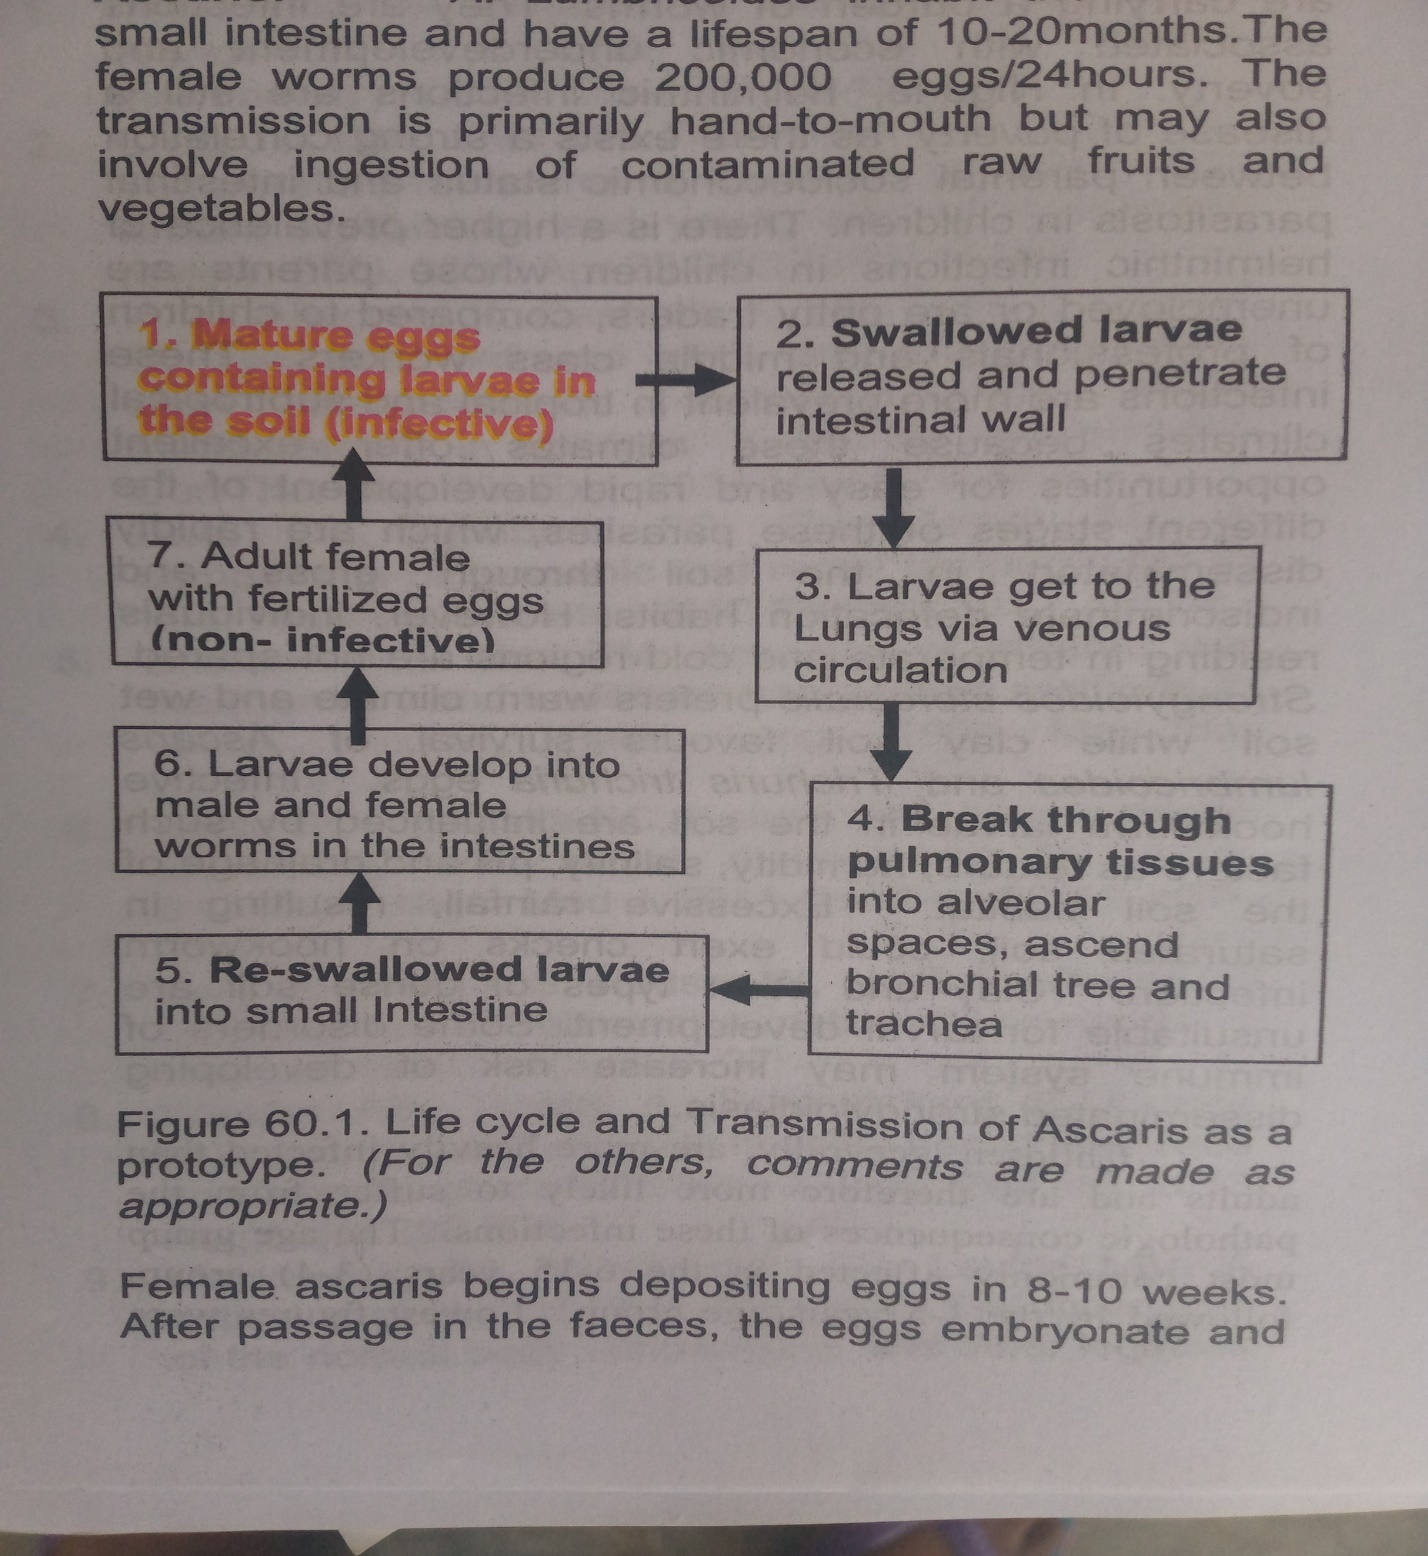 small intestine and have a lifespan of 10-20months.The
female worms produce 200,000 eggs/24hours. The
transmission is primarily hand-to-mouth but may also
involve ingestion of contaminated raw fruits and
vegetables.
1. Mature eggs
containing larvae in
the soil (infective)
2. Swallowed larvae
released and penetrate
intestinal wall
3. Larvae get to the
Lungs via venous
circulation
4. Break through
pulmonary tissues
into alveolar
spaces, ascend
bronchial tree and
trachea
5. Re-swallowed larvae
into small Intestine
6. Larvae develop into
male and female
worms in the intestines
7. Adult female
with fertilized eggs
(non- infective)
Figure 60.1. Life cycle and Transmission of Ascaris as a
prototype. (For the others, comments are made as
appropriate.)
Female ascaris begins depositing eggs in 8-10 weeks.
After passage in the faeces, the eggs embryonate and